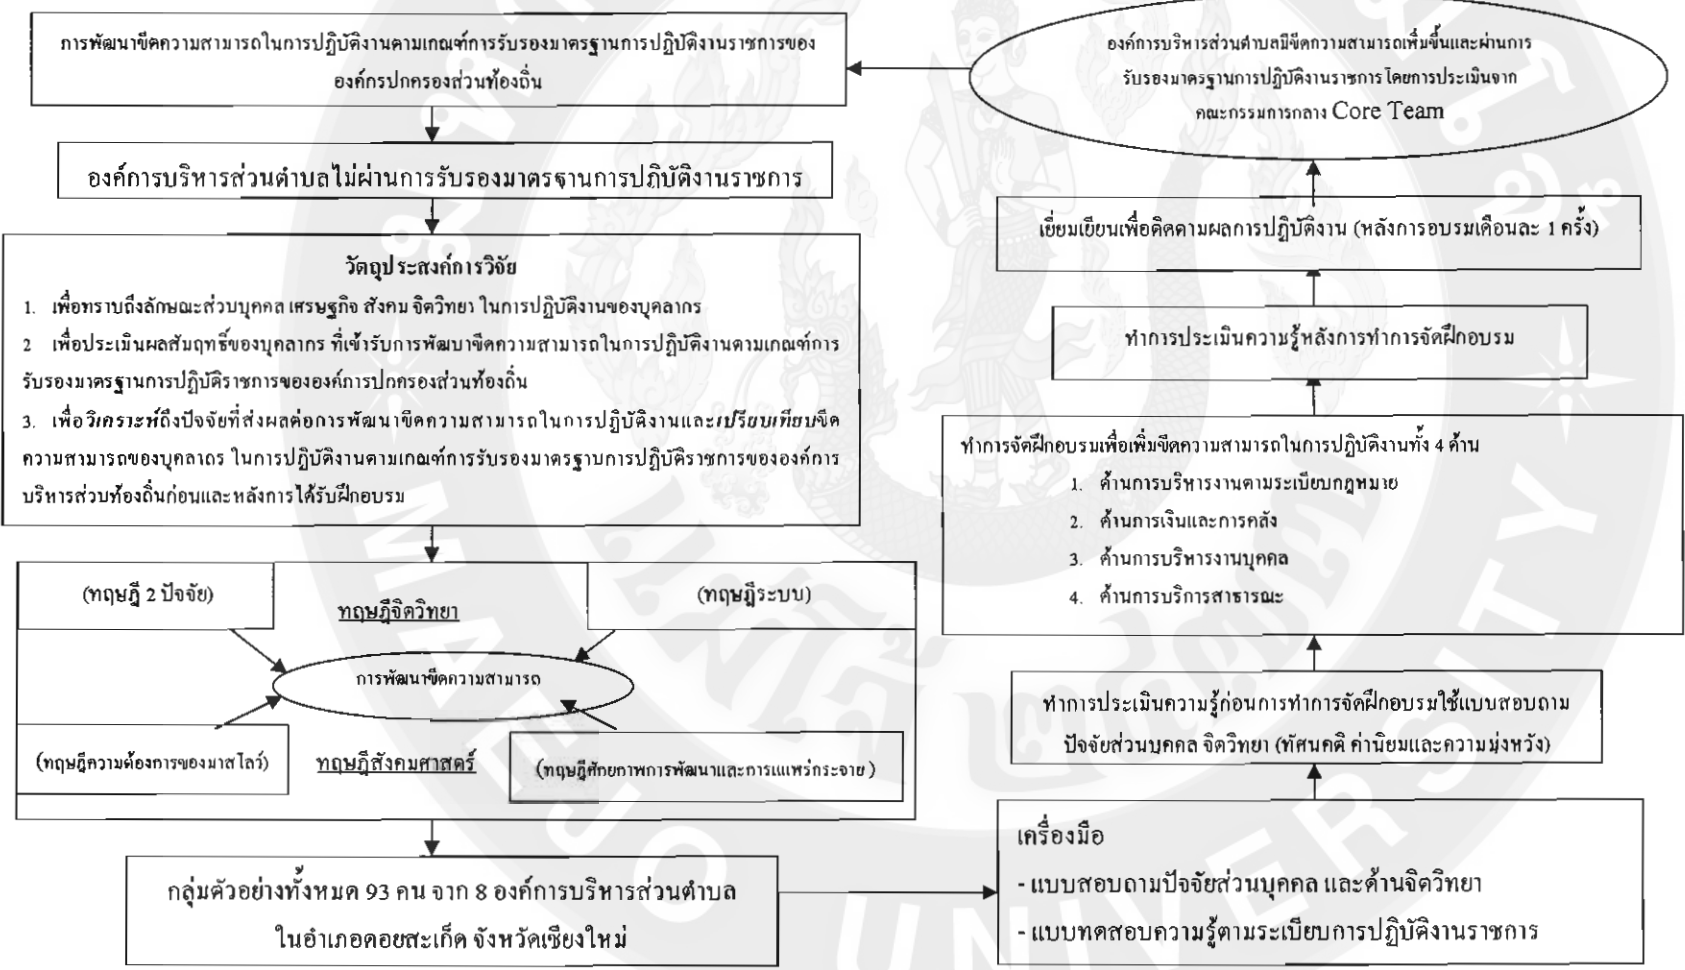 การพัฒนาขีดความสามารถในการปฏิบัติงานตามเกณฑ์การรับรองมาตรฐานการปฏิบัติงานราชการของ
องค์กรปกครองส่วนท้องถิ่น
องค์การบริหารส่วนตำบลไม่ผ่านการรับรองมาตรฐานการปฏิบัติงานราชการ
วัตถุประสงค์การวิจัย
1. เพื่อทราบถึงลักษณะส่วนบุคคล เศรษฐกิจ สังคม จิตวิทยา ในการปฏิบัติงานของบุคลากร
2 เพื่อประเมินผลสัมฤทธิ์ของบุคลากร ที่เข้ารับการพัฒนาขีดความสามารถในการปฏิบัติงานตามเกณฑ์การ
รับรองมาตรฐานการปฏิบัติราชการขององค์การปกครองส่วนท้องถิ่น
3. เพื่อวิเคราะห์ถึงปัจจัยที่ส่งผลต่อการพัฒนาขีดความสามารถในการปฏิบัติงานและเปรียบเทียบขีด
ความสามารถของบุคลากร ในการปฏิบัติงานตามเกณฑ์การรับรองมาตรฐานการปฏิบัติราชการขององค์การ
บริหารส่วนท้องถิ่นก่อนและหลังการได้รับฝึกอบรม
(ทฤษฎี 2 ปัจจัย)
ทฤษฎีจิตวิทยา
(ทฤษฎีระบบ)
การพัฒนาขีดความสามารถ
(ทฤษฎีความต้องการของมาสไลว์)
ทฤษฎีสังคมศาสตร์
(ทฤษฎีศักยภาพการพัฒนาและการแพร่กระจาย)
กลุ่มตัวอย่างทั้งหมด 93 คน จาก 8 องค์การบริหารส่วนตำบล
ในอำเภอดอยสะเก็ด จังหวัดเชียงใหม่
เครื่องมือ
- แบบสอบถามปัจจัยส่วนบุคคล และด้านจิตวิทยา
- แบบทดสอบความรู้ตามระเบียบการปฏิบัติงานราชการ
ทำการประเมินความรู้ก่อนการทำการจัดฝึกอบรมใช้แบบสอบถาม
ปัจจัยส่วนบุคคล จิตวิทยา (ทัศนคติ ค่านิยมและความมุ่งหวัง)
ทำการจัดฝึกอบรมเพื่อเพิ่มขีดความสามารถในการปฏิบัติงานทั้ง 4 ด้าน
1. ด้านการบริหารงานตามระเบียบกฎหมาย
2. ด้านการเงินและการคลัง
3. ด้านการบริหารงานบุคคล
4. ด้านการบริการสาธารณะ
ทำการประเมินความรู้หลังการทำการจัดฝึกอบรม
เยี่ยมเยียนเพื่อติดตามผลการปฏิบัติงาน (หลังการอบรมเดือนละ 1 ครั้ง)
องค์การบริหารส่วนตำบลมีขีดความสามารถเพิ่มขึ้นและผ่านการ
รับรองมาตรฐานการปฏิบัติงานราชการ โดยการประเมินจาก
คณะกรรมการกลาง Core Team
MAEJO UNIVERSITY